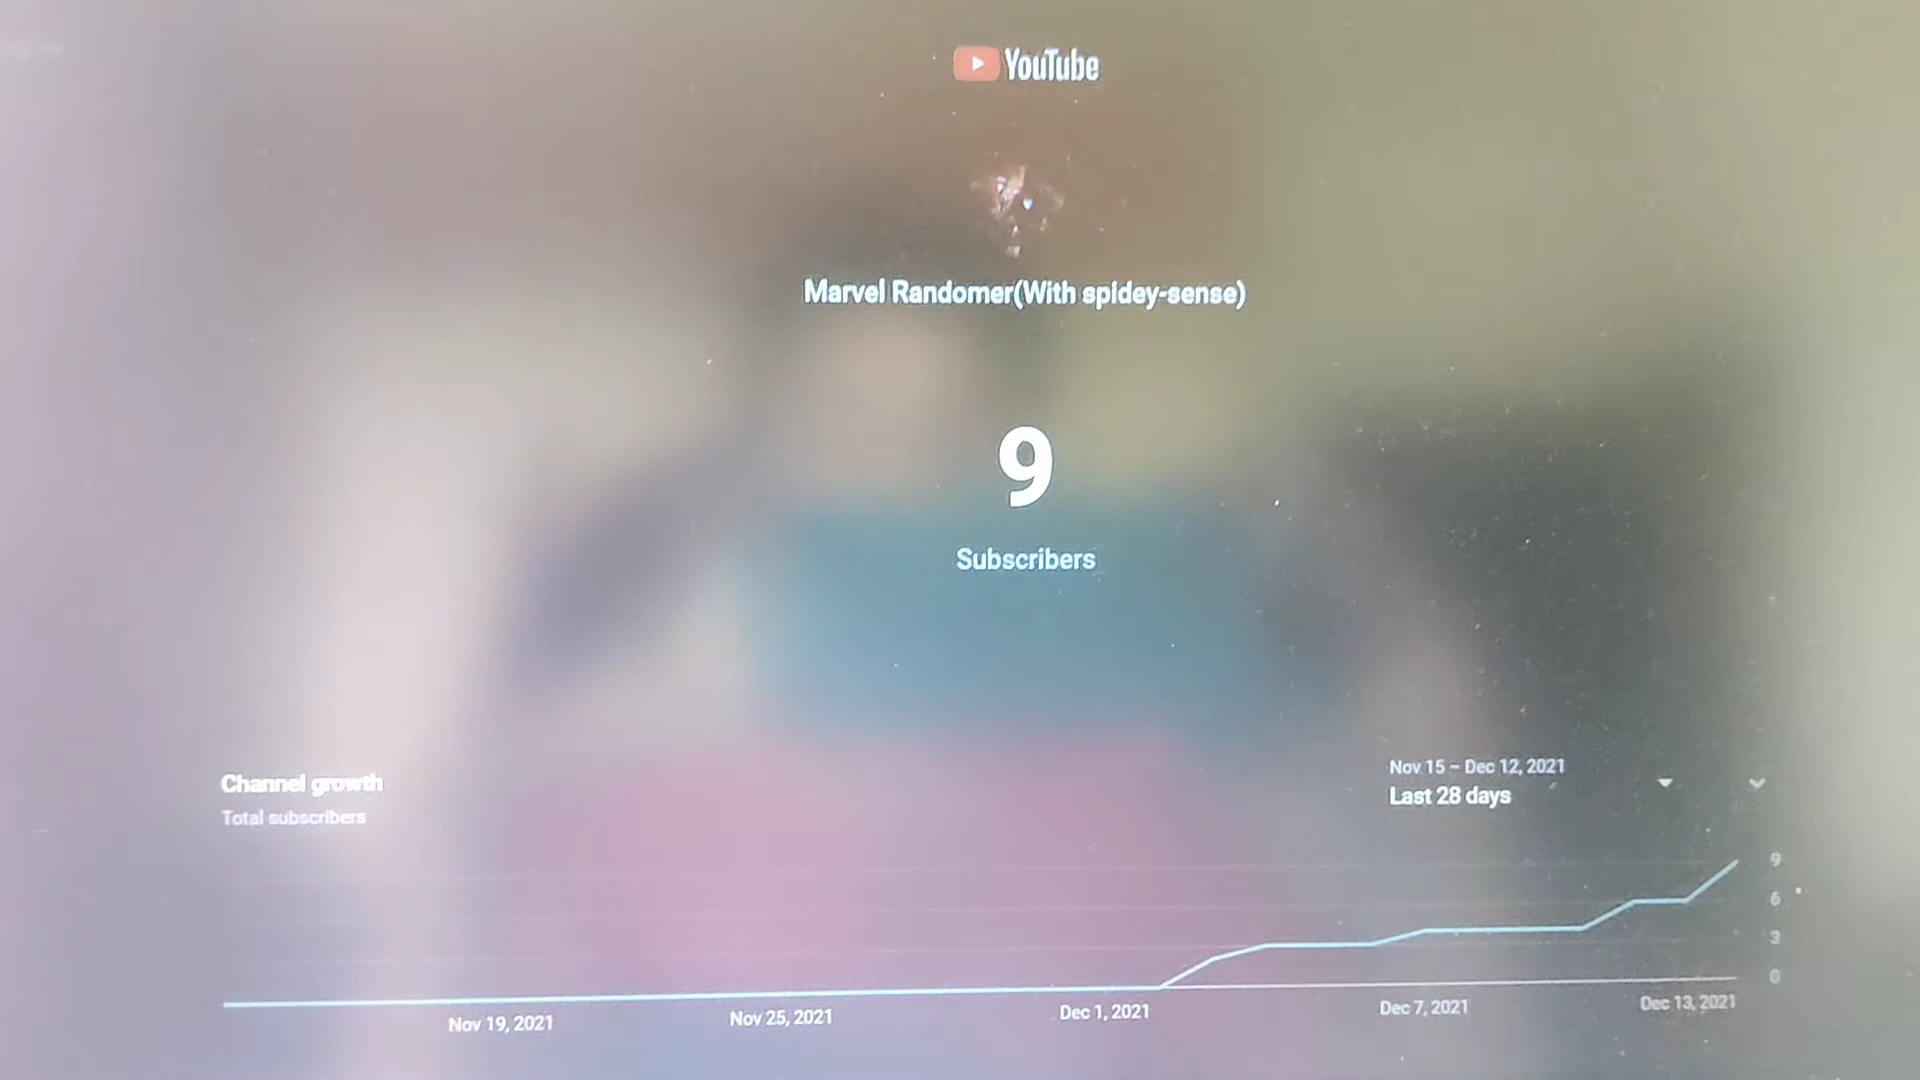 YouTube
Marvel Randomer(With spidey-sense)
9
Subscribers
Channel growth
Total subscribers
Nov 15 – Dec 12, 2021
Last 28 days
9
6
3
0
Nov 19, 2021
Nov 25, 2021
Dec 1, 2021
Dec 7, 2021
Dec 13, 2021